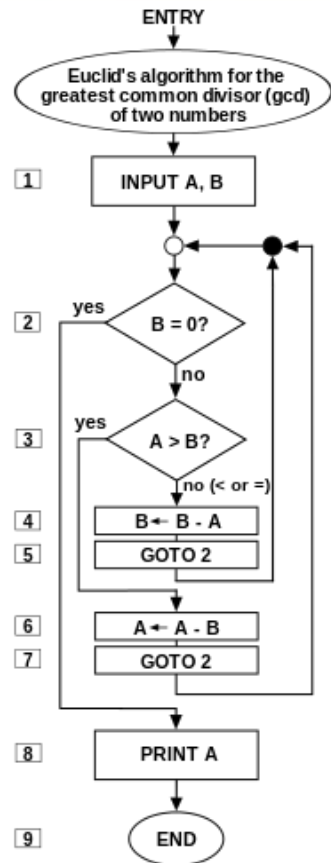 ENTRY
Euclid's algorithm for the
greatest common divisor (gcd)
of two numbers
1
INPUT A, B
yes
2
B = 0?
no
yes
3
A > B?
no (< or =)
4
B ← B - A
5
GOTO 2
6
A ← A - B
7
GOTO 2
8
PRINT A
9
END